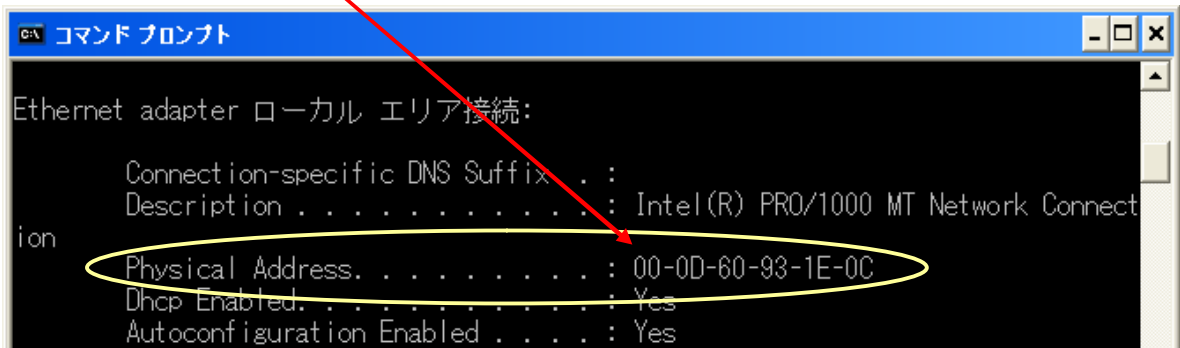 コマンド プロンプト
Ethernet adapter ローカル エリア接続:
Connection-specific DNS Suffix . :
Description . . . . . . . . . . . : Intel(R) PRO/1000 MT Network Connect
ion
Physical Address. . . . . . . . . : 00-0D-60-93-1E-0C
Dhcp Enabled. . . . . . . . . . . : Yes
Autoconfiguration Enabled . . . . : Yes